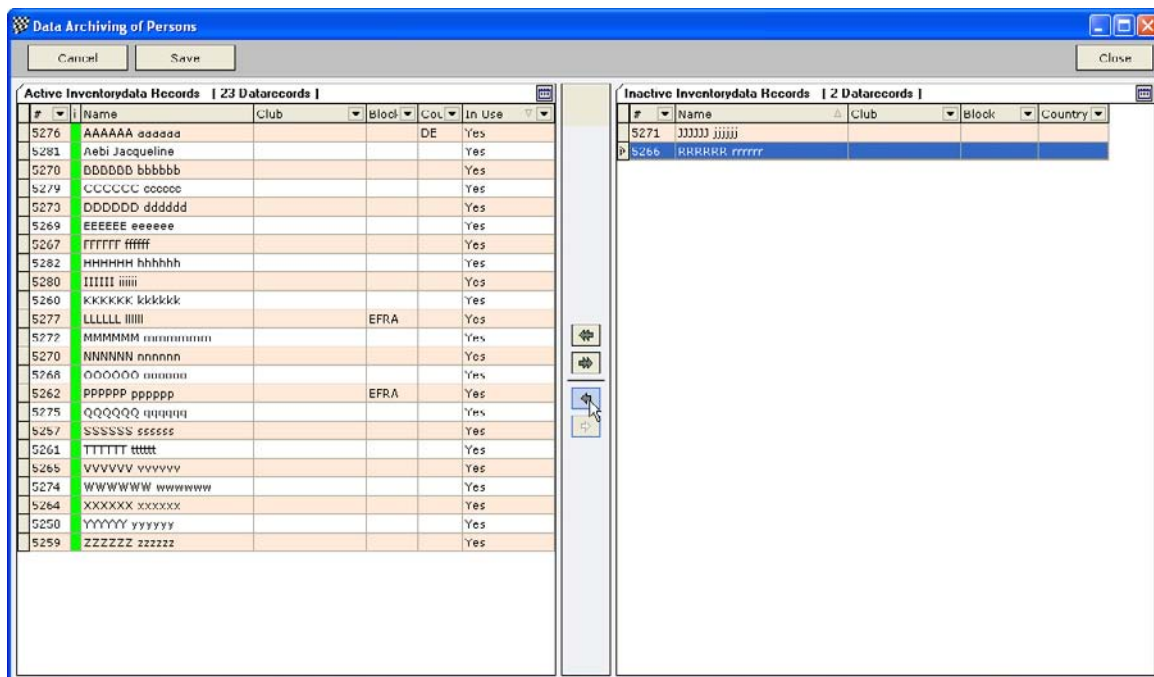 Data Archiving of Persons
Cancel Save Close
Active Inventorydata Records [ 23 Datarecords ]
# i Name Club Block Cou In Use
5276 AAAAAA aaaaaa DE Yes
5281 Aebi Jacqueline Yes
5270 BBBBBB bbbbbb Yes
5279 CCCCCC cccccc Yes
5273 DDDDDD dddddd Yes
5269 EEEEEE eeeeee Yes
5267 FFFFFF ffffff Yes
5282 HHHHHH hhhhhh Yes
5280 IIIIII iiiiii Yes
5260 KKKKKK kkkkkk Yes
5277 LLLLLL llllll EFRA Yes
5272 MMMMMM mmmmmm Yes
5270 NNNNNN nnnnnn Yes
5268 OOOOOO oooooo Yes
5262 PPPPPP pppppp EFRA Yes
5275 QQQQQQ qqqqqq Yes
5257 SSSSSS ssssss Yes
5261 TTTTTT tttttt Yes
5265 VVVVVV vvvvvv Yes
5274 WWWWWW wwwwww Yes
5264 XXXXXX xxxxxx Yes
5250 YYYYYY yyyyyy Yes
5259 ZZZZZZ zzzzzz Yes
Inactive Inventorydata Records [ 2 Datarecords ]
# Name Club Block Country
5271 JJJJJJ jjjjjj
5266 RRRRRR rrrrrr